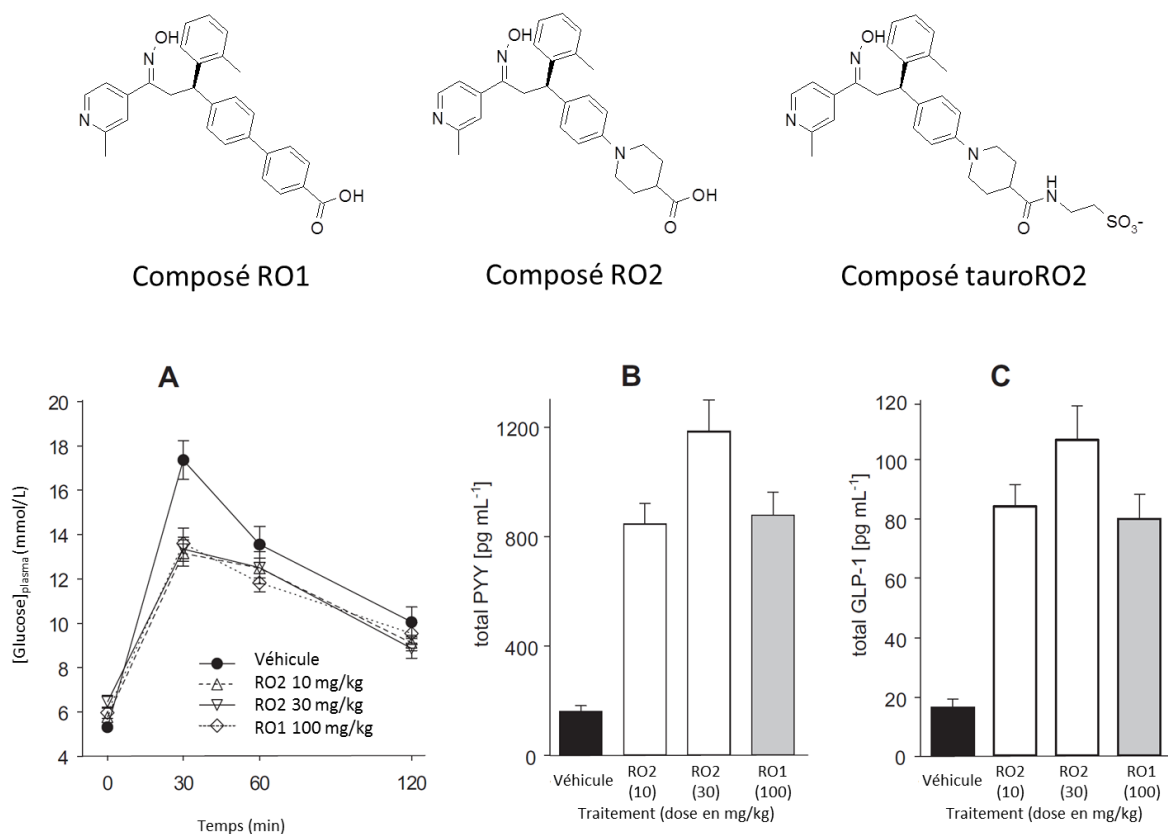 OH
N
N
O
OH
Composé RO1
OH
N
N
N
O
OH
Composé RO2
OH
N
N
N
O
H
N
SO3-
Composé tauroRO2
A
[Glucose]plasma (mmol/L)
20
18
16
14
12
10
8
6
4
0
30
60
120
Temps (min)
Véhicule
RO2 10 mg/kg
RO2 30 mg/kg
RO1 100 mg/kg
B
total PYY [pg mL-1]
1200
800
400
0
Véhicule
RO2 (10)
RO2 (30)
RO1 (100)
Traitement (dose en mg/kg)
C
total GLP-1 [pg mL-1]
120
100
80
60
40
20
0
Véhicule
RO2 (10)
RO2 (30)
RO1 (100)
Traitement (dose en mg/kg)